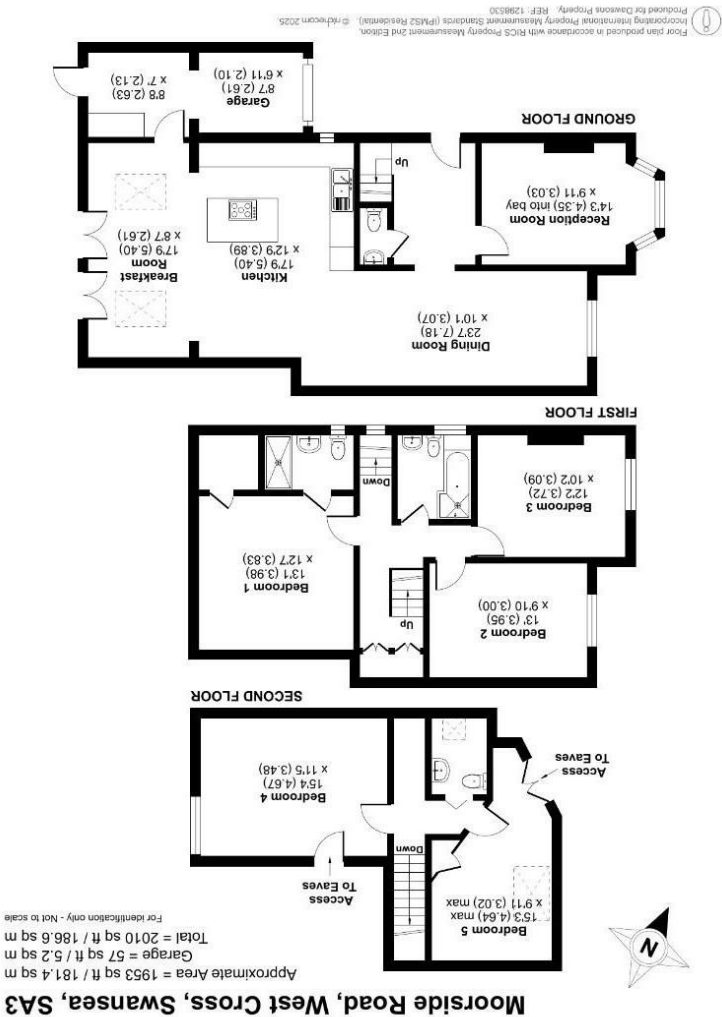 Moorside Road, West Cross, Swansea, SA3
Approximate Area = 1953 sq ft / 181.4 sq m
Garage = 57 sq ft / 5.2 sq m
Total = 2010 sq ft / 186.6 sq m
For identification only - Not to scale
N
Bedroom 5
15'3 (4.64) max
x 9'11 (3.02) max
Down
Access
To Eaves
Access
To Eaves
Bedroom 4
15'4 (4.67)
x 11'5 (3.48)
SECOND FLOOR
Bedroom 2
13' (3.95)
x 9'10 (3.00)
Up
Bedroom 1
13'1 (3.98)
x 12'7 (3.83)
Bedroom 3
12'2 (3.72)
x 10'2 (3.09)
Down
FIRST FLOOR
Dining Room
23'7 (7.18)
x 10'1 (3.07)
Kitchen
17'9 (5.40)
x 12'9 (3.89)
Breakfast
Room
17'9 (5.40)
x 8'7 (2.61)
Reception Room
14'3 (4.35) into bay
x 9'11 (3.03)
Up
GROUND FLOOR
Garage
8'7 (2.61)
x 6'11 (2.10)
8'8 (2.63)
x 7' (2.13)
Floor plan produced in accordance with RICS Property Measurement 2nd Edition,
Incorporating International Property Measurement Standards (IPMS2 Residential). © nichecom 2025.
Produced for Dawsons Property. REF: 1298530